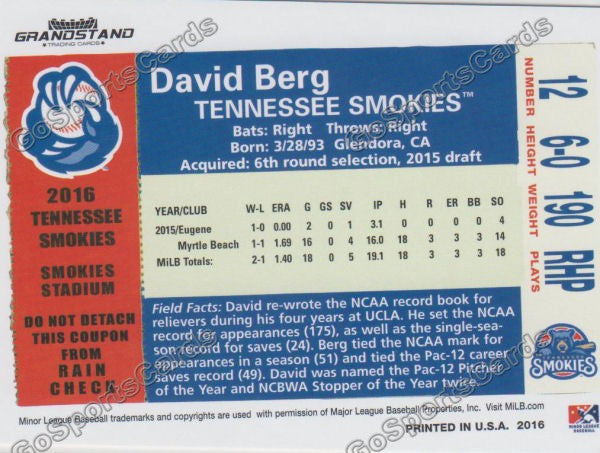 GRANDSTAND
TRADING CARDS
David Berg
TENNESSEE SMOKIES™
Bats: Right Throws: Right
Born: 3/28/93 Glendora, CA
Acquired: 6th round selection, 2015 draft
12 6-0 190 RHP
NUMBER HEIGHT WEIGHT PLAYS
2016
TENNESSEE
SMOKIES
SMOKIES
STADIUM
DO NOT DETACH
THIS COUPON
FROM
RAIN
CHECK
YEAR/CLUB W-L ERA G GS SV IP H R ER BB SO
2015/Eugene 1-0 0.00 2 0 1 3.1 0 0 0 0 4
Myrtle Beach 1-1 1.69 16 0 4 16.0 18 3 3 3 14
MiLB Totals: 2-1 1.40 18 0 5 19.1 18 3 3 3 18
Field Facts: David re-wrote the NCAA record book for
relievers during his four years at UCLA. He set the NCAA
record for appearances (175), as well as the single-sea-
son record for saves (24). Berg tied the NCAA mark for
appearances in a season (51) and tied the Pac-12 career
saves record (49). David was named the Pac-12 Pitcher
of the Year and NCBWA Stopper of the Year twice.
SMOKIES
Minor League Baseball trademarks and copyrights are used with permission of Major League Baseball Properties, Inc. Visit MiLB.com
PRINTED IN U.S.A. 2016
MINOR LEAGUE
BASEBALL
GoSportsCards
GoSportsCards
GoSportsCards
GoSportsCards
GoSportsCards
GoSportsCards